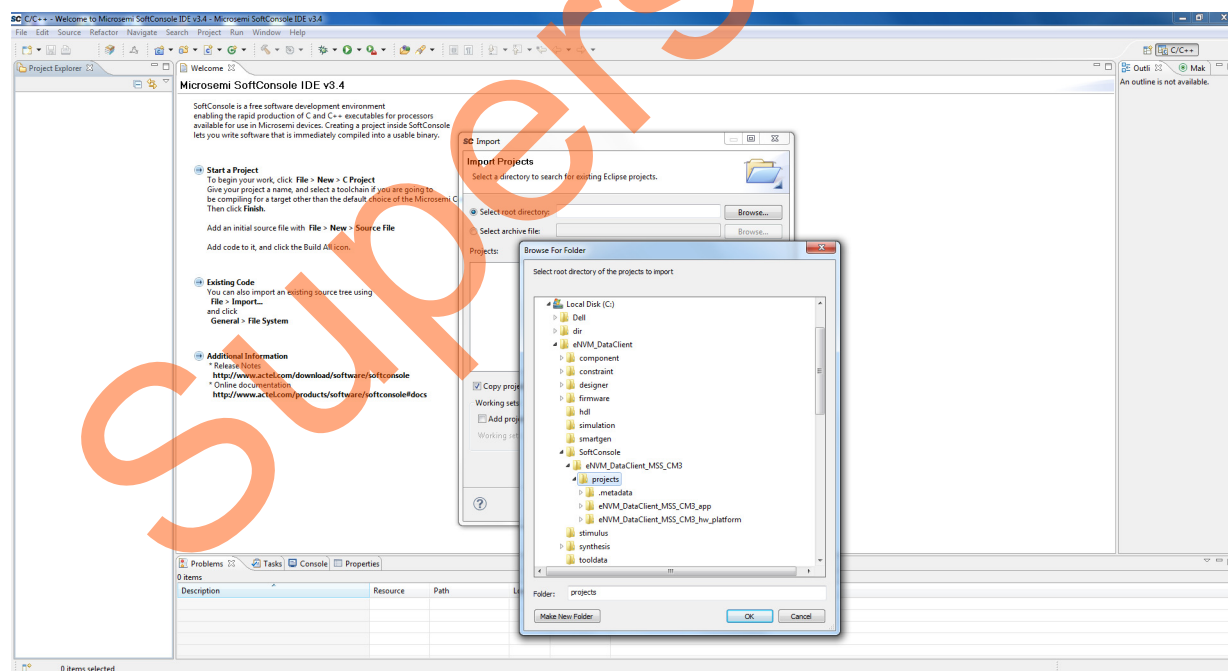 C/C++ - Welcome to Microsemi SoftConsole IDE v3.4 - Microsemi SoftConsole IDE v3.4
File Edit Source Refactor Navigate Search Project Run Window Help
C/C++
Project Explorer
Welcome
Outli
Mak
Microsemi SoftConsole IDE v3.4
An outline is not available.
SoftConsole is a free software development environment
enabling the rapid production of C and C++ executables for processors
available for use in Microsemi devices. Creating a project inside SoftConsole
lets you write software that is immediately compiled into a usable binary.
Start a Project
To begin your work, click File > New > C Project
Give your project a name, and select a toolchain if you are going to
be compiling for a target other than the default choice of the Microsemi C
Then click Finish.
Add an initial source file with File > New > Source File
Add code to it, and click the Build All icon.
Existing Code
You can also import an existing source tree using
File > Import...
and click
General > File System
Additional Information
* Release Notes
http://www.actel.com/download/software/softconsole
* Online documentation
http://www.actel.com/products/software/softconsole#docs
SC Import
Import Projects
Select a directory to search for existing Eclipse projects.
Select root directory:
Browse...
Select archive file:
Browse...
Projects:
Copy proje
Working sets
Add proj
Working set
Browse For Folder
Select root directory of the projects to import
Local Disk (C:)
Dell
dir
eNVM_DataClient
component
constraint
designer
firmware
hdl
simulation
smartgen
SoftConsole
eNVM_DataClient_MSS_CM3
projects
.metadata
eNVM_DataClient_MSS_CM3_app
eNVM_DataClient_MSS_CM3_hw_platform
stimulus
synthesis
tooldata
Folder: projects
Make New Folder
OK
Cancel
Problems Tasks Console Properties
0 items
Description Resource Path Lo
0 items selected
Supers